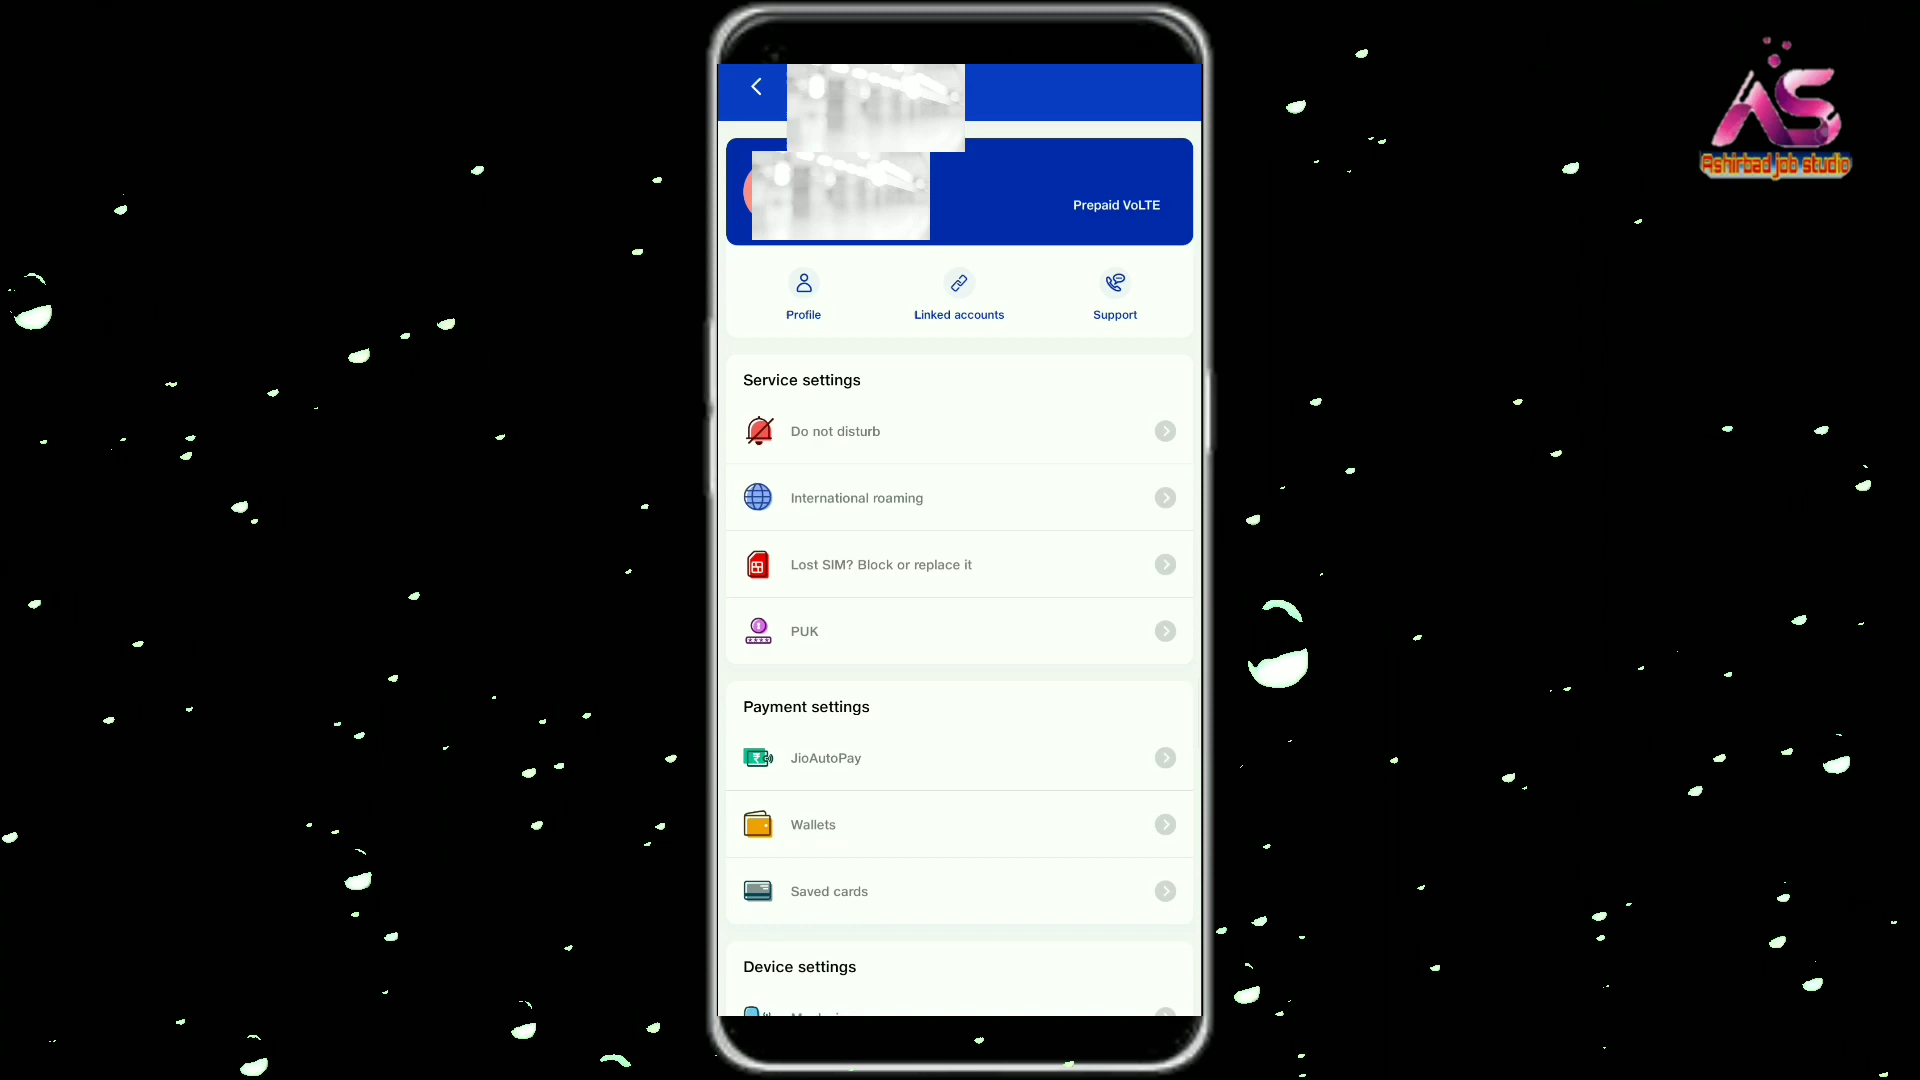 AS
Ashirbad job studio
Prepaid VoLTE
Profile
Linked accounts
Support
Service settings
Do not disturb
International roaming
Lost SIM? Block or replace it
PUK
Payment settings
JioAutoPay
Wallets
Saved cards
Device settings